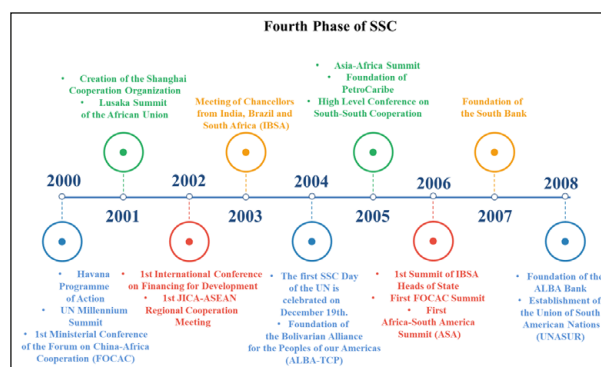 Fourth Phase of SSC
• Creation of the Shanghai
Cooperation Organization
• Lusaka Summit
of the African Union
Meeting of Chancellors
from India, Brazil and
South Africa (IBSA)
• Asia-Africa Summit
• Foundation of
PetroCaribe
• High Level Conference on
South-South Cooperation
Foundation of
the South Bank
2000
2002
2004
2006
2008
2001
2003
2005
2007
• Havana
Programme
of Action
• UN Millennium
Summit
• 1st Ministerial Conference
of the Forum on China-Africa
Cooperation (FOCAC)
• 1st International Conference
on Financing for Development
• 1st JICA-ASEAN
Regional Cooperation
Meeting
• The first SSC Day
of the UN is
celebrated on
December 19th.
• Foundation of
the Bolivarian Alliance
for the Peoples of our Americas
(ALBA-TCP)
• 1st Summit of IBSA
Heads of State
• First FOCAC Summit
• First
Africa-South America
Summit (ASA)
• Foundation of the
ALBA Bank
• Establishment of
the Union of South
American Nations
(UNASUR)